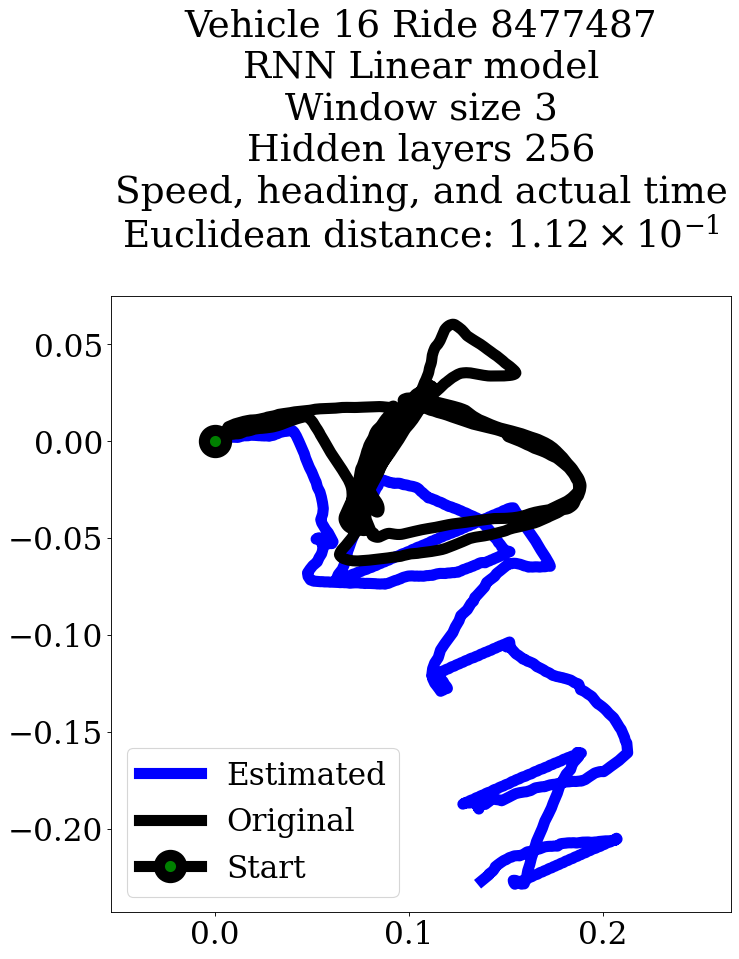 Vehicle 16 Ride 8477487
RNN Linear model
Window size 3
Hidden layers 256
Speed, heading, and actual time
Euclidean distance: 1.12 × 10⁻¹
0.05
0.00
−0.05
−0.10
−0.15
−0.20
Estimated
Original
Start
0.0 0.1 0.2